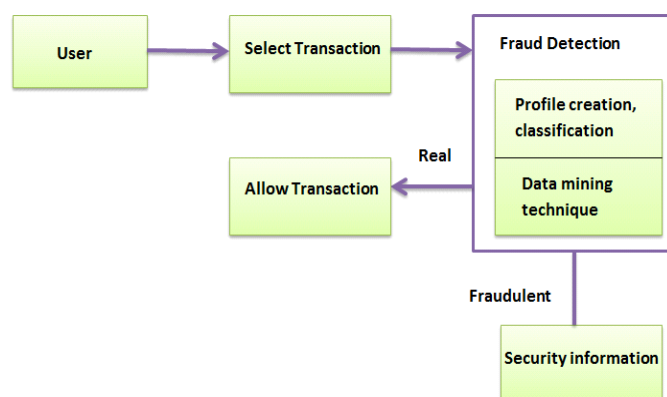 User
Select Transaction
Fraud Detection
Profile creation,
classification
Data mining
technique
Real
Allow Transaction
Fraudulent
Security information